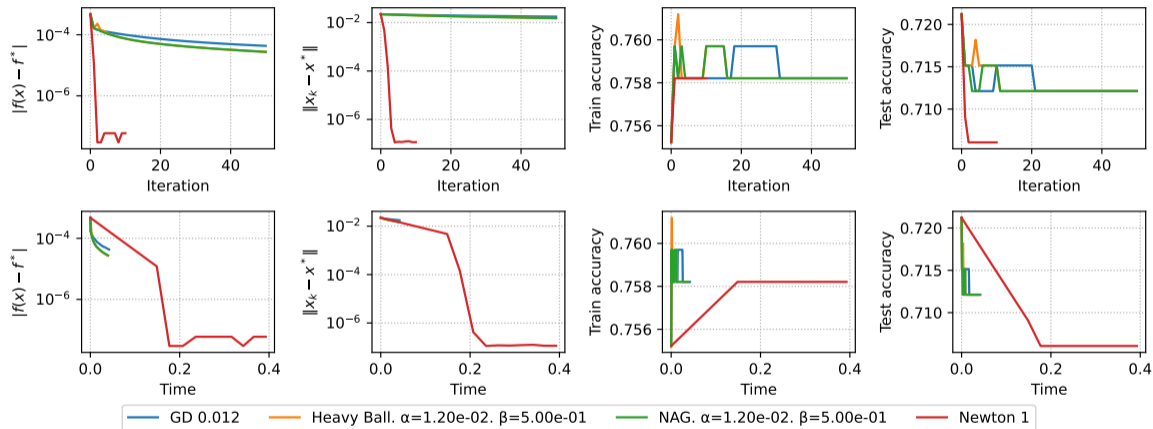 |f(x) − f*|
10⁻⁴
10⁻⁶
0 20 40
Iteration
‖xₖ − x*‖
10⁻²
10⁻⁴
10⁻⁶
0 20 40
Iteration
Train accuracy
0.760
0.758
0.756
0 20 40
Iteration
Test accuracy
0.720
0.715
0.710
0 20 40
Iteration
|f(x) − f*|
10⁻⁴
10⁻⁶
0.0 0.2 0.4
Time
‖xₖ − x*‖
10⁻²
10⁻⁴
10⁻⁶
0.0 0.2 0.4
Time
Train accuracy
0.760
0.758
0.756
0.0 0.2 0.4
Time
Test accuracy
0.720
0.715
0.710
0.0 0.2 0.4
Time
GD 0.012 Heavy Ball. α=1.20e-02. β=5.00e-01 NAG. α=1.20e-02. β=5.00e-01 Newton 1